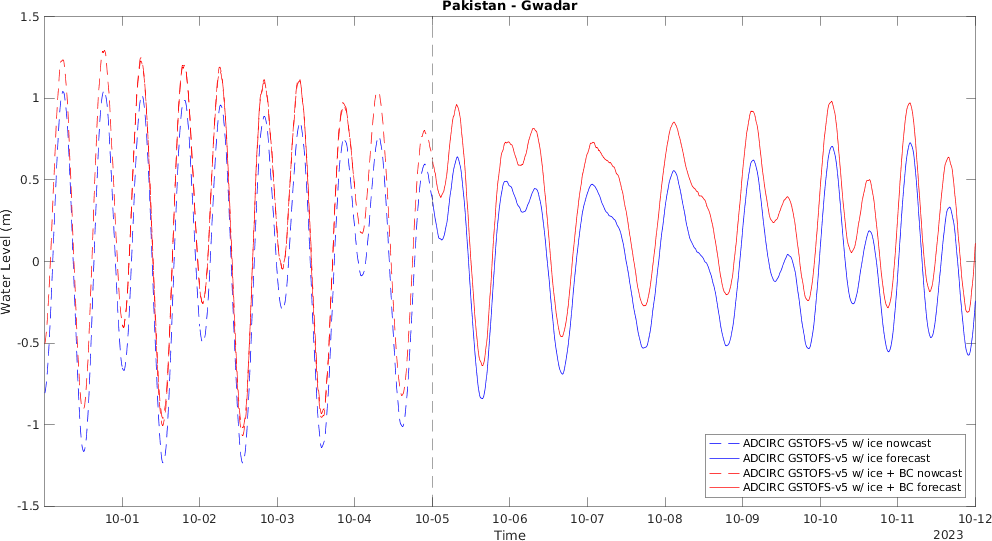 Pakistan - Gwadar
1.5
1
0.5
0
-0.5
-1
-1.5
Water Level (m)
ADCIRC GSTOFS-v5 w/ ice nowcast
ADCIRC GSTOFS-v5 w/ ice forecast
ADCIRC GSTOFS-v5 w/ ice + BC nowcast
ADCIRC GSTOFS-v5 w/ ice + BC forecast
10-01 10-02 10-03 10-04 10-05 10-06 10-07 10-08 10-09 10-10 10-11 10-12
Time
2023